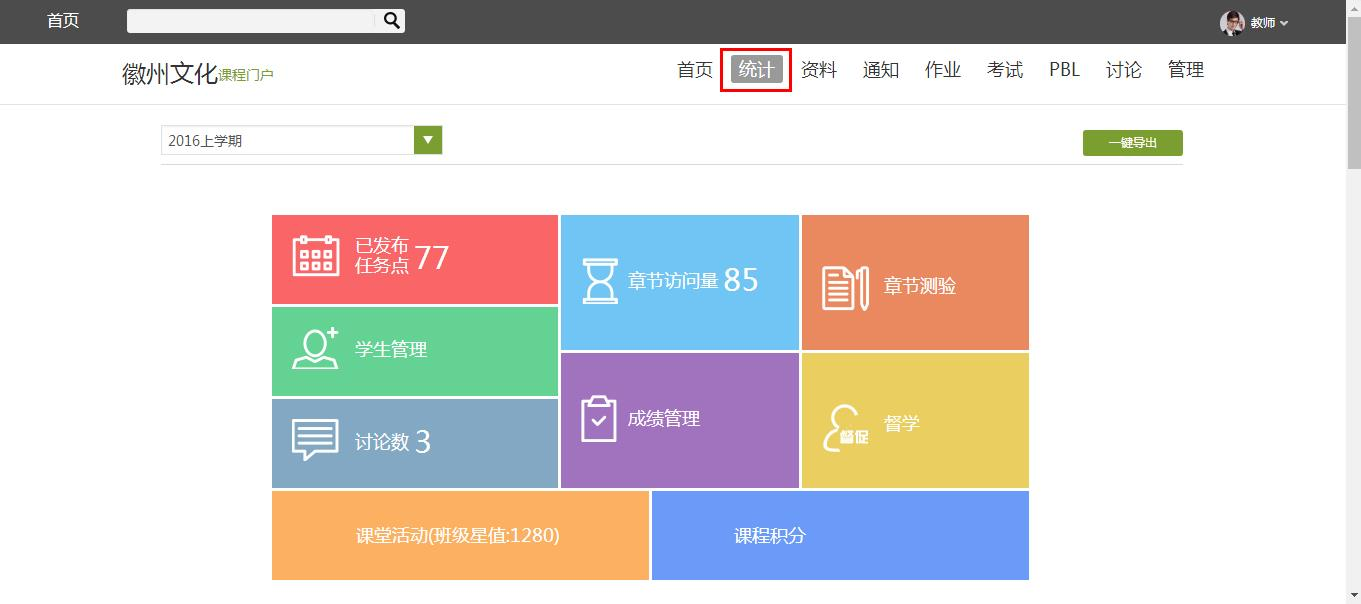 首页
教师
徽州文化课程门户
首页 统计 资料 通知 作业 考试 PBL 讨论 管理
2016上学期
一键导出
已发布
任务点 77
章节访问量 85
章节测验
学生管理
成绩管理
督促
督学
讨论数 3
课堂活动(班级星值:1280)
课程积分